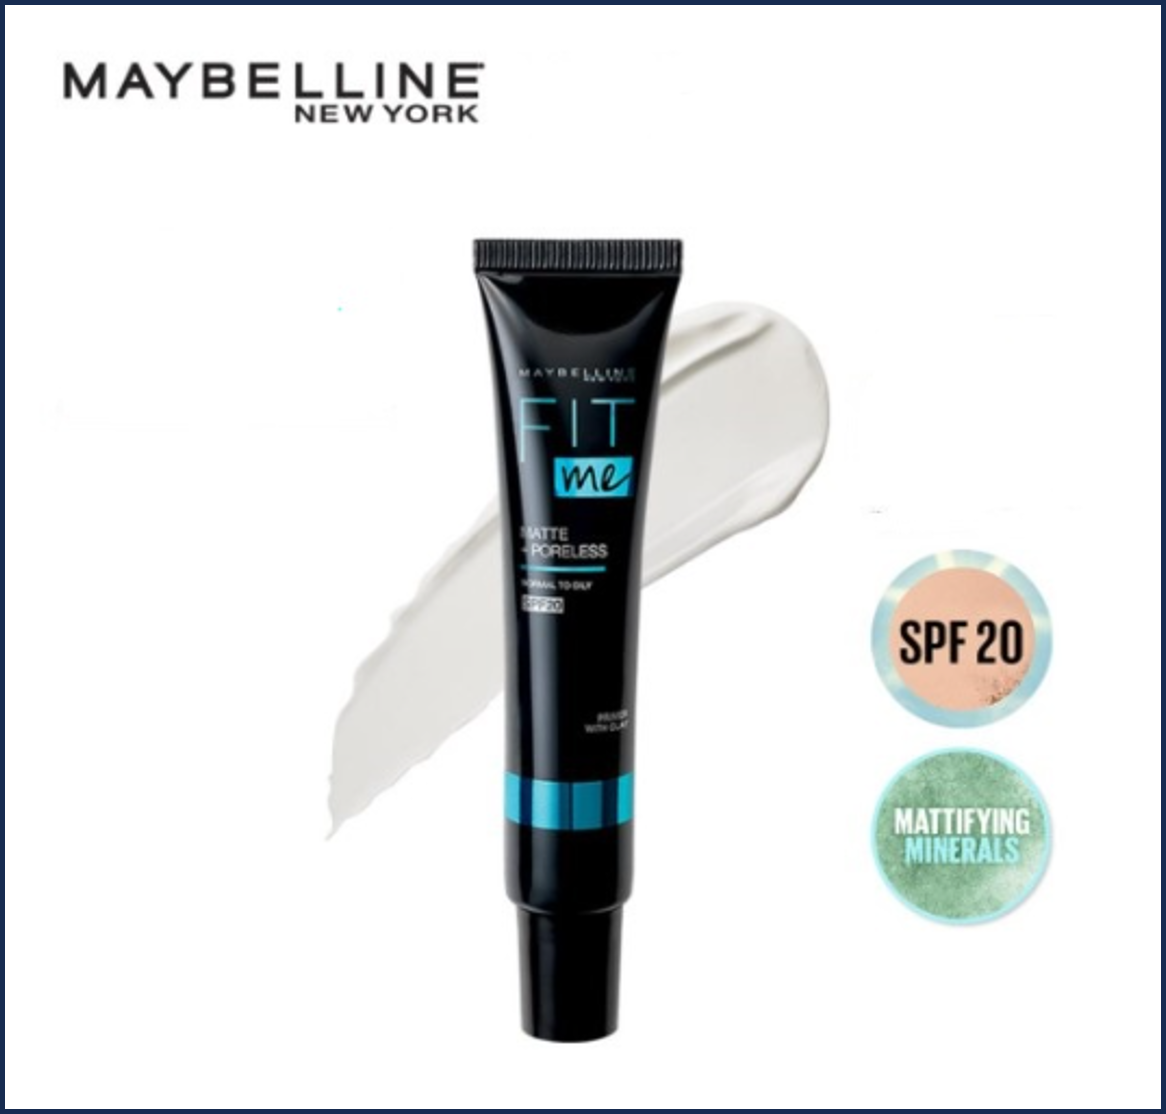 MAYBELLINE
NEW YORK
MAYBELLINE
NEW YORK
FIT
me
MATTE
+ PORELESS
NORMAL TO OILY
SPF20
PRIMER
WITH CLAY
SPF 20
MATTIFYING
MINERALS